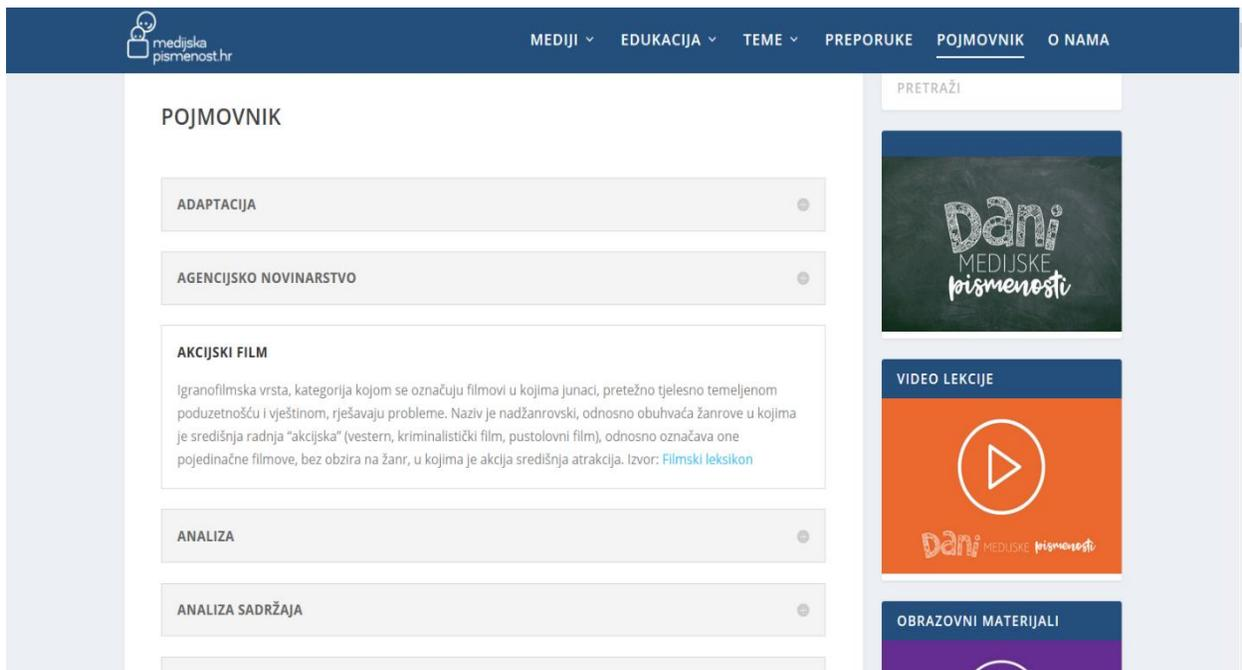 medijska
pismenost.hr
MEDIJI
EDUKACIJA
TEME
PREPORUKE
POJMOVNIK
O NAMA
POJMOVNIK
ADAPTACIJA
AGENCIJSKO NOVINARSTVO
AKCIJSKI FILM
Igranofilmska vrsta, kategorija kojom se označuju filmovi u kojima junaci, pretežno tjelesno temeljenom
poduzetnošću i vještinom, rješavaju probleme. Naziv je nadžanrovski, odnosno obuhvaća žanrove u kojima
je središnja radnja “akcijska” (vestern, kriminalistički film, pustolovni film), odnosno označava one
pojedinačne filmove, bez obzira na žanr, u kojima je akcija središnja atrakcija. Izvor: Filmski leksikon
ANALIZA
ANALIZA SADRŽAJA
PRETRAŽI
Dani
MEDIJSKE
pismenosti
VIDEO LEKCIJE
Dani MEDIJSKE pismenosti
OBRAZOVNI MATERIJALI